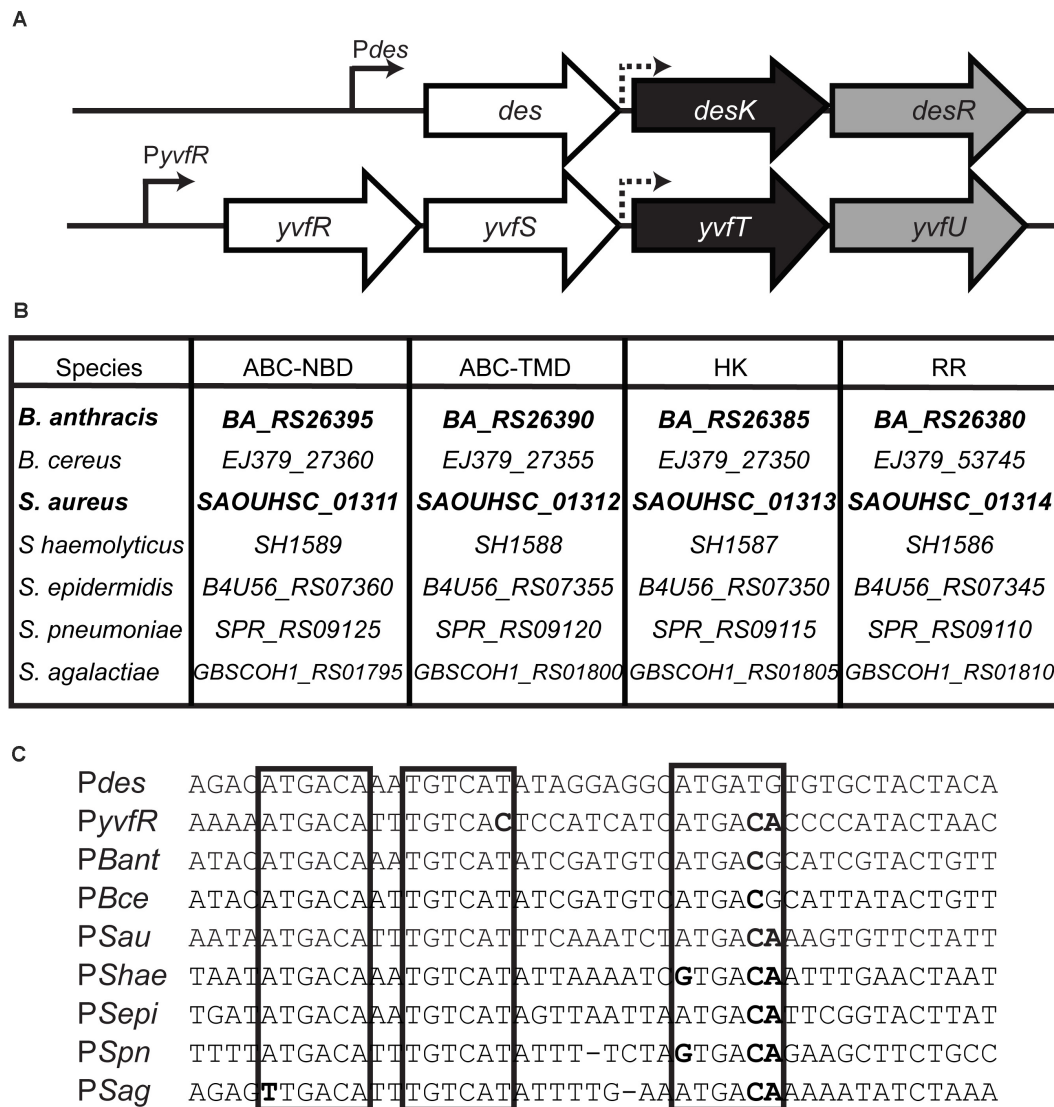 A
Pdes
des
desK
desR
PyvfR
yvfR
yvfS
yvfT
yvfU
B
Species ABC-NBD ABC-TMD HK RR
B. anthracis BA_RS26395 BA_RS26390 BA_RS26385 BA_RS26380
B. cereus EJ379_27360 EJ379_27355 EJ379_27350 EJ379_53745
S. aureus SAOUHSC_01311 SAOUHSC_01312 SAOUHSC_01313 SAOUHSC_01314
S haemolyticus SH1589 SH1588 SH1587 SH1586
S. epidermidis B4U56_RS07360 B4U56_RS07355 B4U56_RS07350 B4U56_RS07345
S. pneumoniae SPR_RS09125 SPR_RS09120 SPR_RS09115 SPR_RS09110
S. agalactiae GBSCOH1_RS01795 GBSCOH1_RS01800 GBSCOH1_RS01805 GBSCOH1_RS01810
C
Pdes AGACATGACAAATGTCATATAGGAGGCATGATGTGTGCTACTACA
PyvfR AAAAATGACATTTGTCACTCCATCATCATGACACCCCATACTAAC
PBant ATACATGACAAATGTCATATCGATGTCATGACGCATCGTACTGTT
PBce ATACATGACAATTGTCATATCGATGTCATGACGCATTATACTGTT
PSau AATAATGACATTTGTCATTTCAAATCTATGACAAAGTGTTCTATT
PShae TAATATGACAAATGTCATATTAAAATCGTGACAATTTGAACTAAT
PSepi TGATATGACAAATGTCATAGTTAATTAATGACATTCGGTACTTAT
PSpn TTTTATGACATTTGTCATATTT-TCTAGTGACAGAAGCTTCTGCC
PSag AGAGTTGACATTTGTCATATTTTG-AAATGACAAAAATATCTAAA